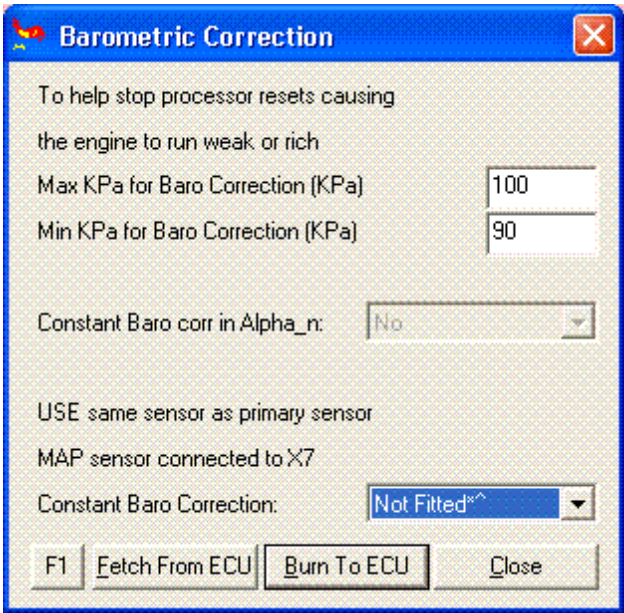 Barometric Correction
To help stop processor resets causing
the engine to run weak or rich
Max KPa for Baro Correction (KPa) 100
Min KPa for Baro Correction (KPa) 90
Constant Baro corr in Alpha_n: No
USE same sensor as primary sensor
MAP sensor connected to X7
Constant Baro Correction: Not Fitted*^
F1 Fetch From ECU Burn To ECU Close